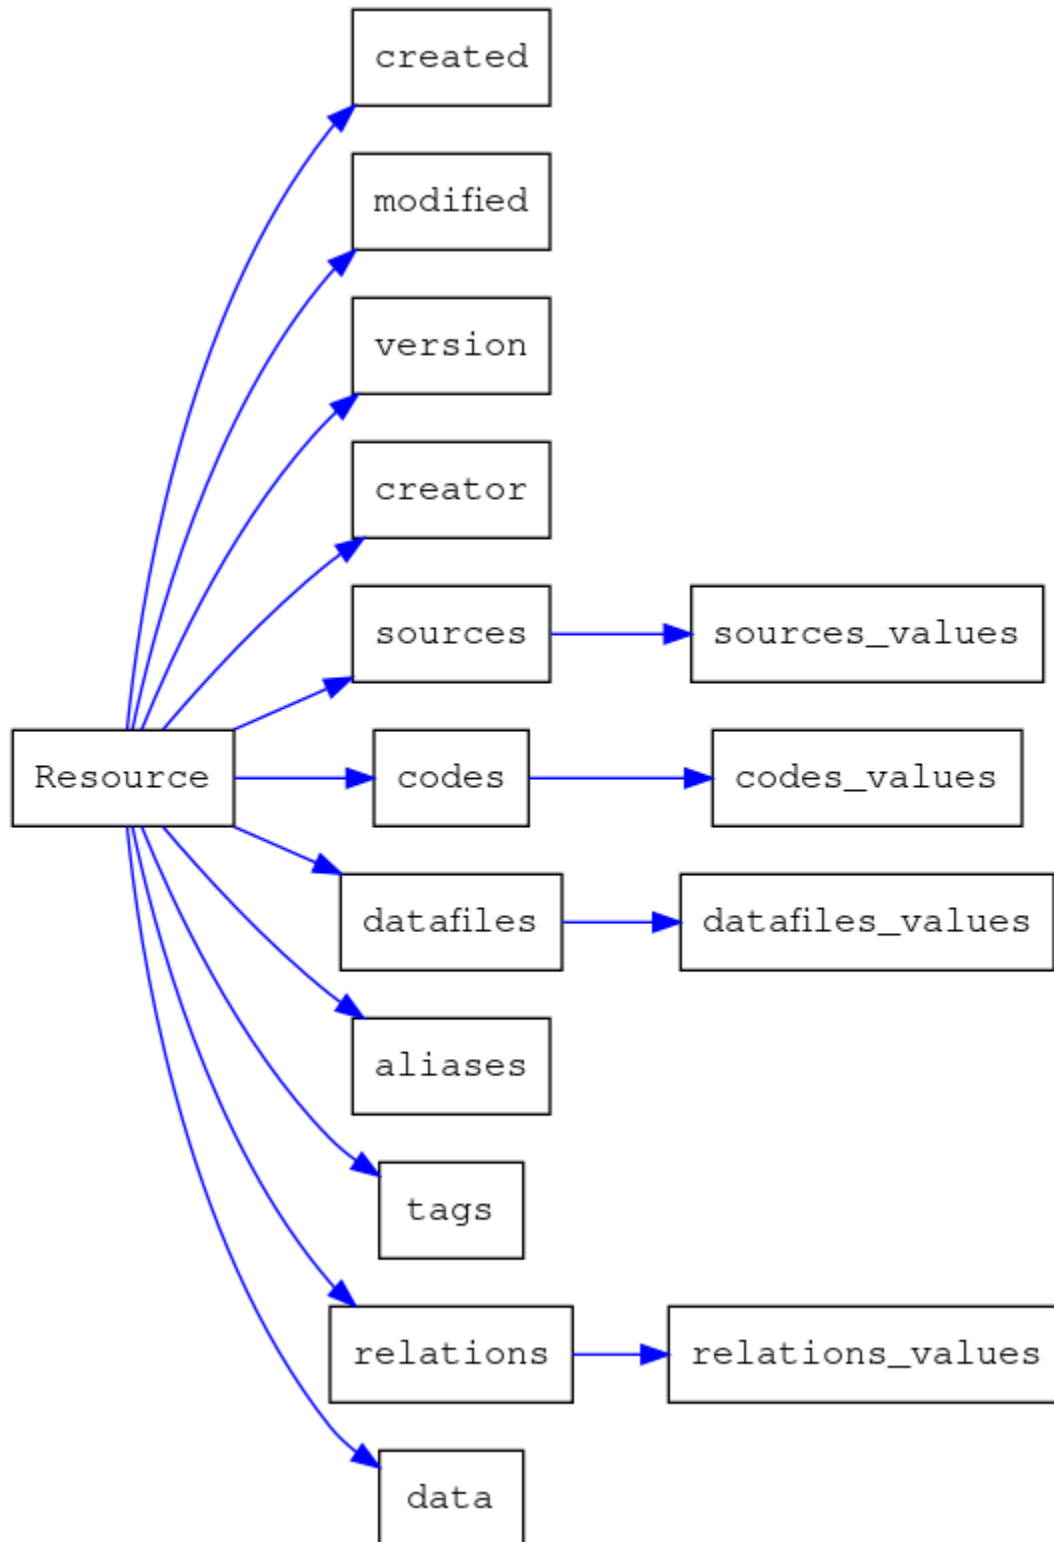 created
modified
version
creator
sources
sources_values
Resource
codes
codes_values
datafiles
datafiles_values
aliases
tags
relations
relations_values
data